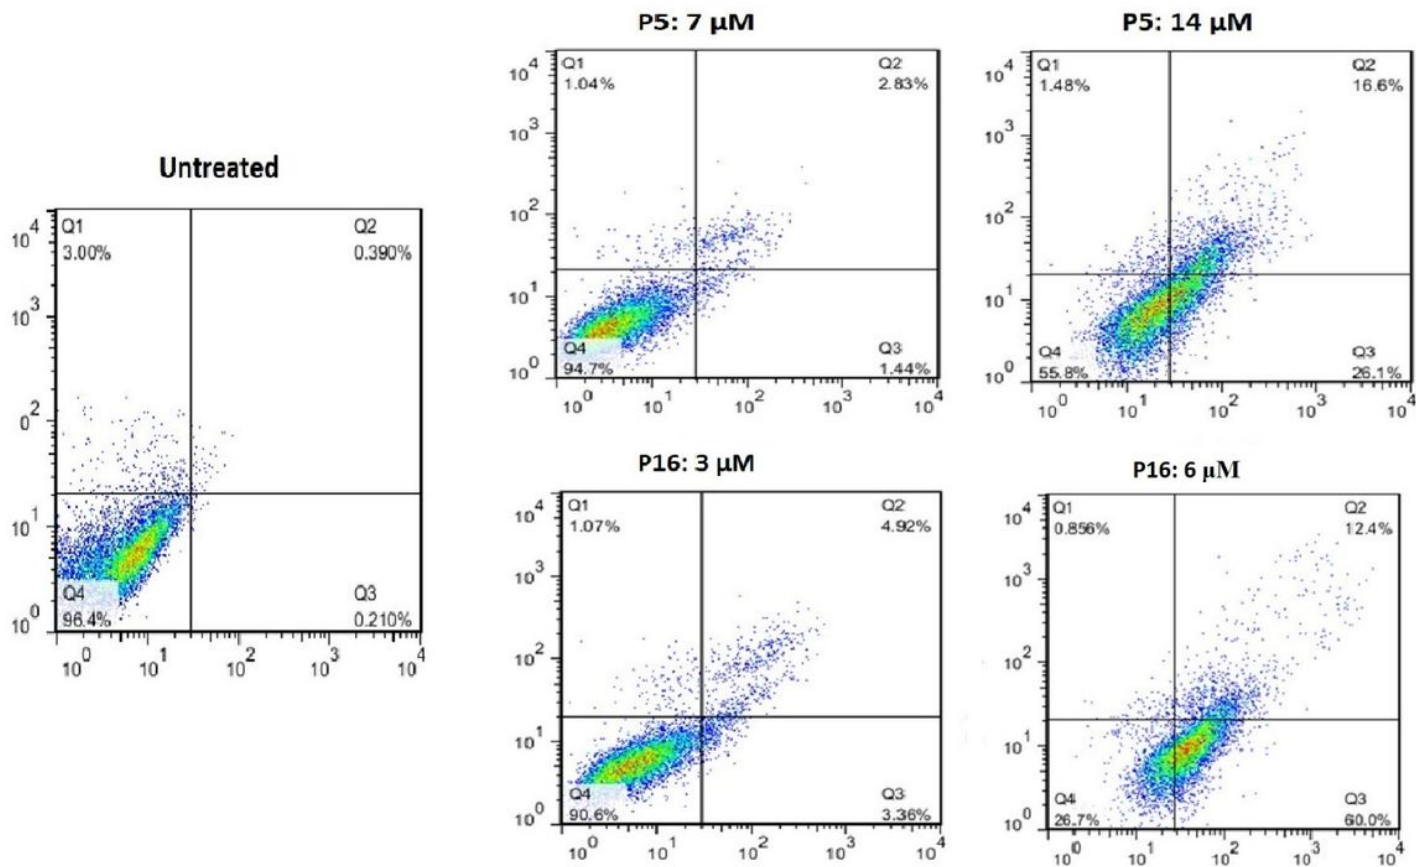 Untreated
10^4
10^3
0^2
10^1
10^0
Q1
3.00%
Q2
0.390%
Q4
96.4%
Q3
0.210%
10^0 10^1 10^2 10^3 10^4
P5: 7 μM
10^4
10^3
10^2
10^1
10^0
Q1
1.04%
Q2
2.83%
Q4
94.7%
Q3
1.44%
10^0 10^1 10^2 10^3 10^4
P5: 14 μM
10^4
10^3
10^2
10^1
10^0
Q1
1.48%
Q2
16.6%
Q4
55.8%
Q3
26.1%
10^0 10^1 10^2 10^3 10^4
P16: 3 μM
10^4
10^3
10^2
10^1
10^0
Q1
1.07%
Q2
4.92%
Q4
90.6%
Q3
3.36%
10^0 10^1 10^2 10^3 10^4
P16: 6 μM
10^4
10^3
10^2
10^1
10^0
Q1
0.856%
Q2
12.4%
Q4
26.7%
Q3
60.0%
10^0 10^1 10^2 10^3 10^4